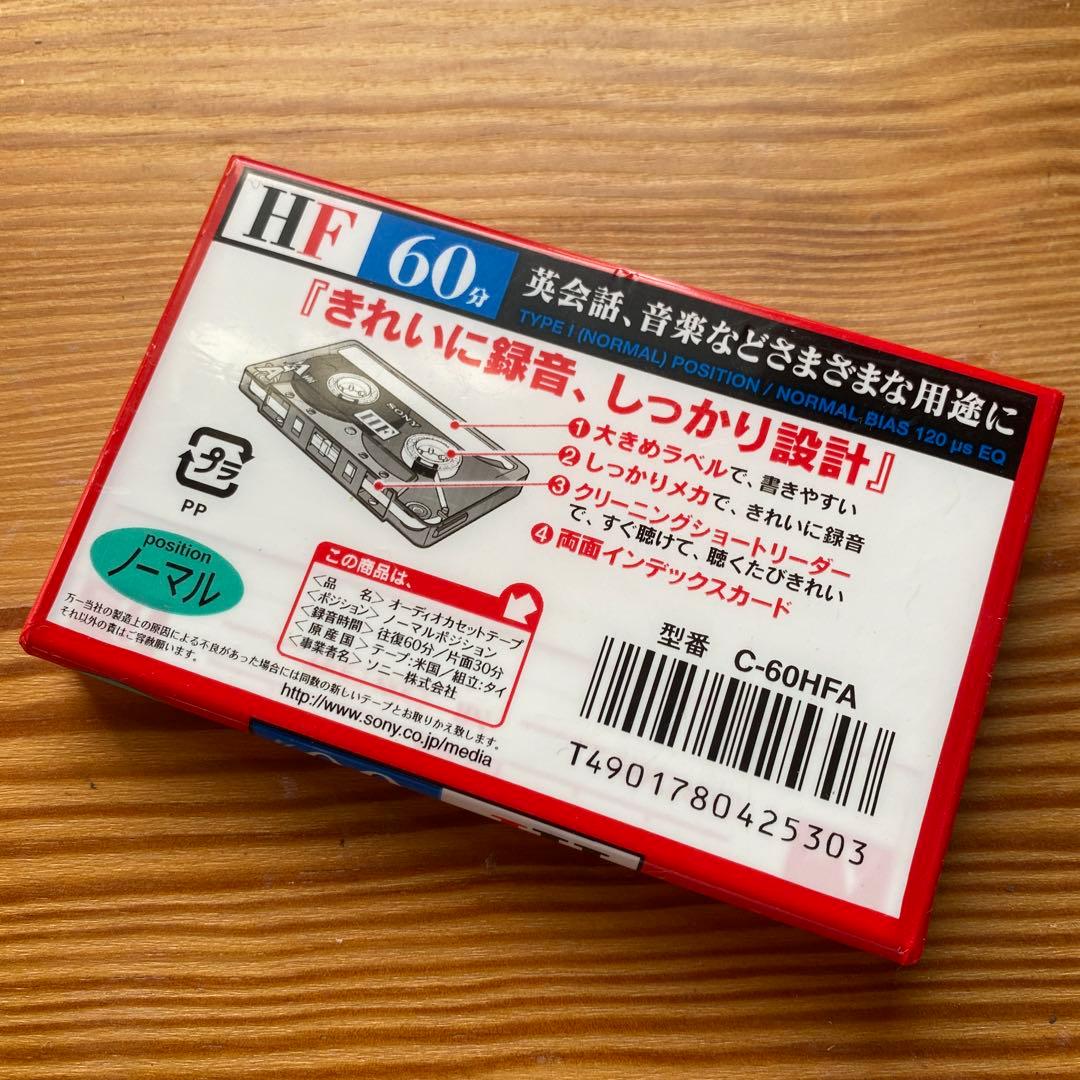 HF 60分 英会話、音楽などさまざまな用途に
TYPE I (NORMAL) POSITION / NORMAL BIAS 120 μs EQ
『きれいに録音、しっかり設計』
A
SONY
HF
❶ 大きめラベルで、書きやすい
❷ しっかりメカで、きれいに録音
❸ クリーニングショートリーダー
で、すぐ聴けて、聴くたびきれい
❹ 両面インデックスカード
プラ
PP
position
ノーマル
この商品は、
〈品 名〉オーディオカセットテープ
〈ポジション〉ノーマルポジション
〈録音時間〉往復60分／片面30分
〈原産国〉テープ:米国／組立:タイ
〈事業者名〉ソニー株式会社
万一当社の製造上の原因による不良があった場合には同数の新しいテープとお取りかえ致します。
それ以外の責はご容赦願います。
http://www.sony.co.jp/media
型番 C-60HFA
T4901780425303